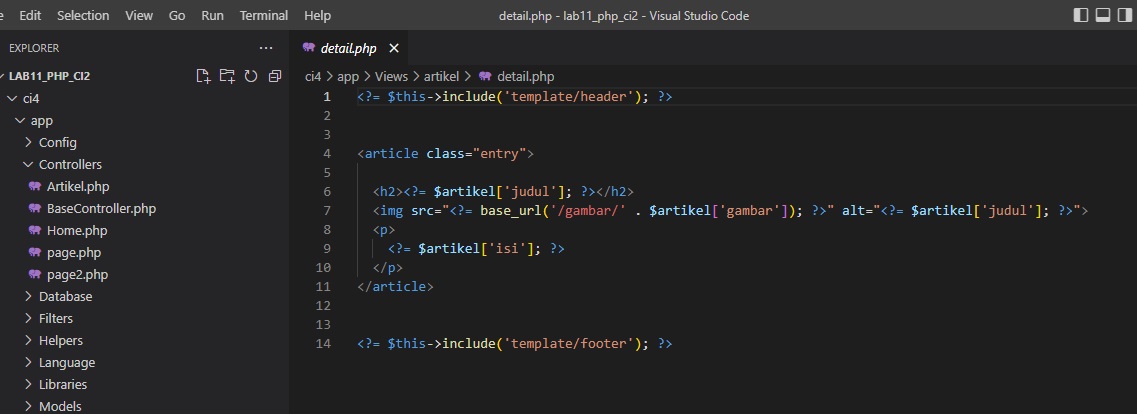 Edit Selection View Go Run Terminal Help detail.php - lab11_php_ci2 - Visual Studio Code
EXPLORER ··· detail.php ×
LAB11_PHP_CI2
ci4 > app > Views > artikel > detail.php
ci4
app
Config
Controllers
Artikel.php
BaseController.php
Home.php
page.php
page2.php
Database
Filters
Helpers
Language
Libraries
Models
1 <?= $this->include('template/header'); ?>
2
3
4 <article class="entry">
5
6 <h2><?= $artikel['judul']; ?></h2>
7 <img src="<?= base_url('/gambar/' . $artikel['gambar']); ?>" alt="<?= $artikel['judul']; ?>">
8 <p>
9 <?= $artikel['isi']; ?>
10 </p>
11 </article>
12
13
14 <?= $this->include('template/footer'); ?>